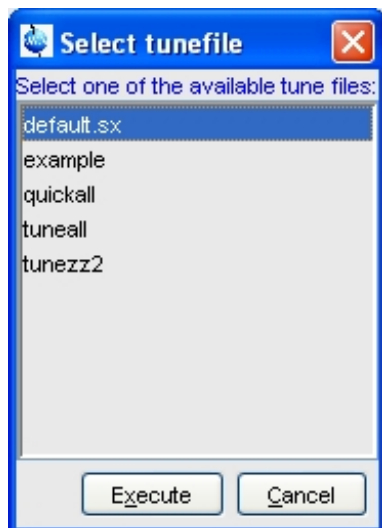 Select tunefile
Select one of the available tune files:
default.sx
example
quickall
tuneall
tunezz2
Execute Cancel